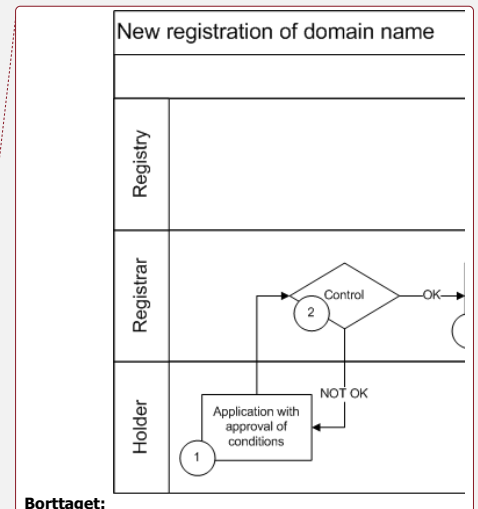 New registration of domain name
Registry
Registrar
Control
2
OK
Holder
NOT OK
Application with
approval of
conditions
1
Borttaget: